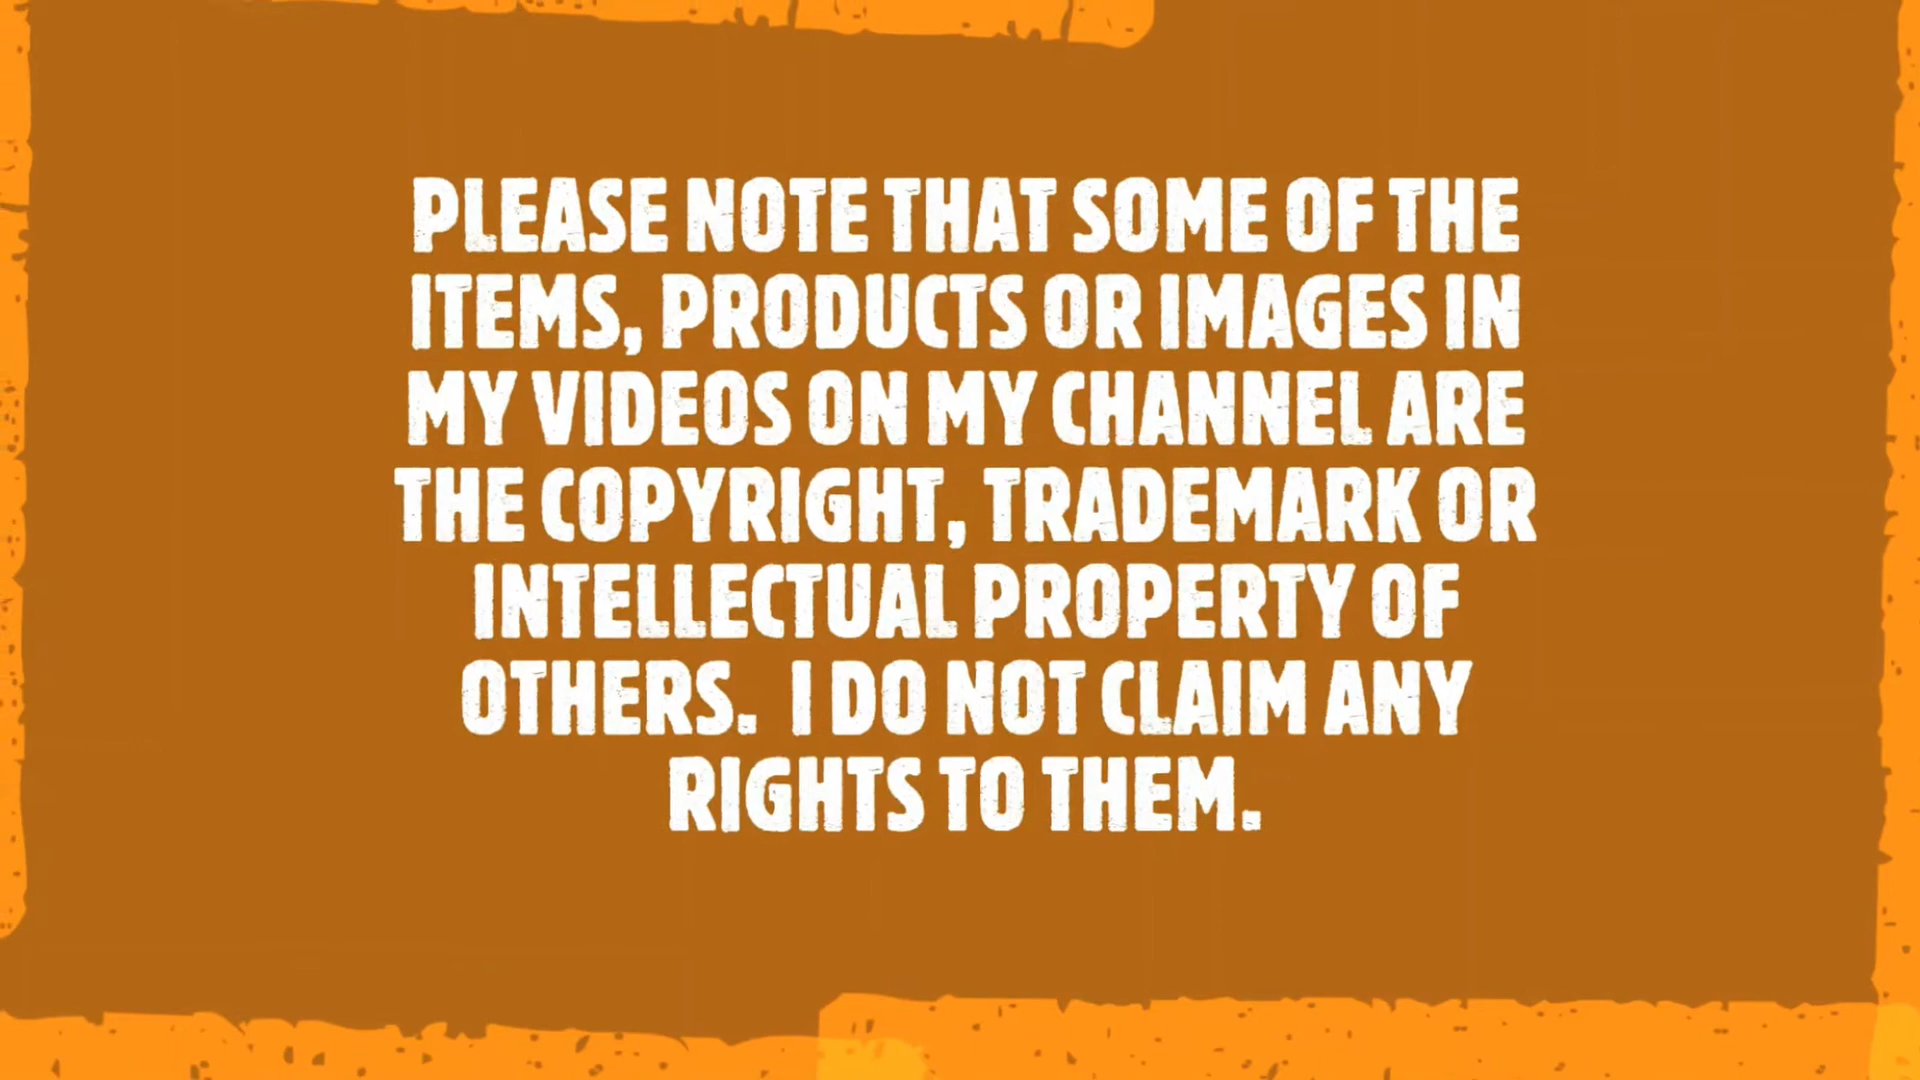 PLEASE NOTE THAT SOME OF THE
ITEMS, PRODUCTS OR IMAGES IN
MY VIDEOS ON MY CHANNEL ARE
THE COPYRIGHT, TRADEMARK OR
INTELLECTUAL PROPERTY OF
OTHERS. I DO NOT CLAIM ANY
RIGHTS TO THEM.